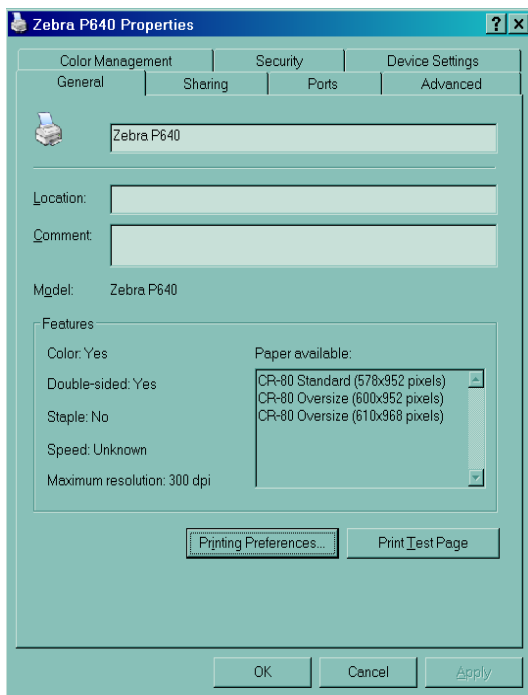 Zebra P640 Properties
? ×
Color Management Security Device Settings
General Sharing Ports Advanced
Zebra P640
Location:
Comment:
Model: Zebra P640
Features
Color: Yes
Paper available:
Double-sided: Yes
CR-80 Standard (578x952 pixels)
CR-80 Oversize (600x952 pixels)
Staple: No
CR-80 Oversize (610x968 pixels)
Speed: Unknown
Maximum resolution: 300 dpi
Printing Preferences... Print Test Page
OK Cancel Apply